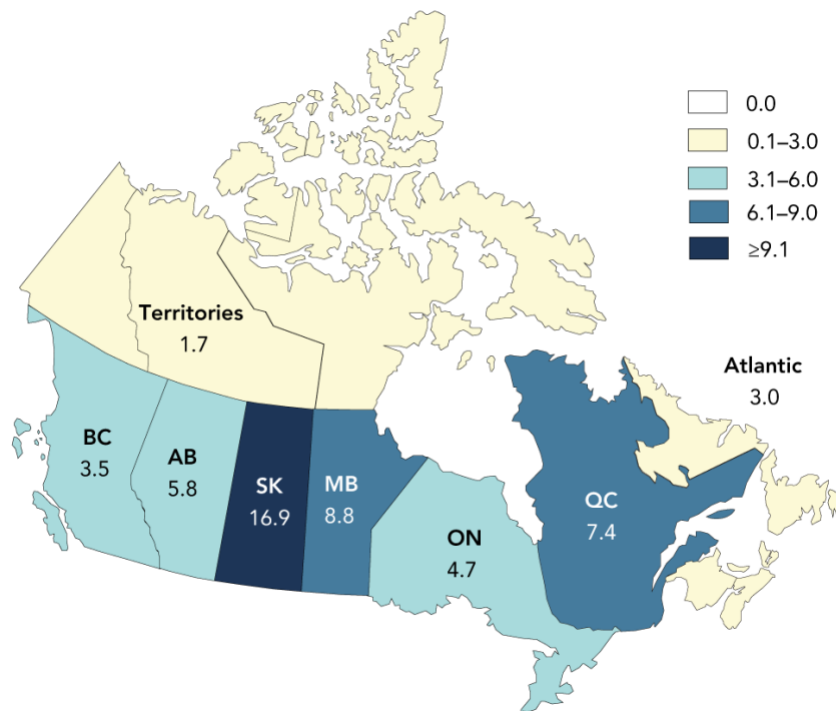 0.0
0.1–3.0
3.1–6.0
6.1–9.0
≥9.1
Territories
1.7
Atlantic
3.0
BC
3.5
AB
5.8
SK
16.9
MB
8.8
ON
4.7
QC
7.4